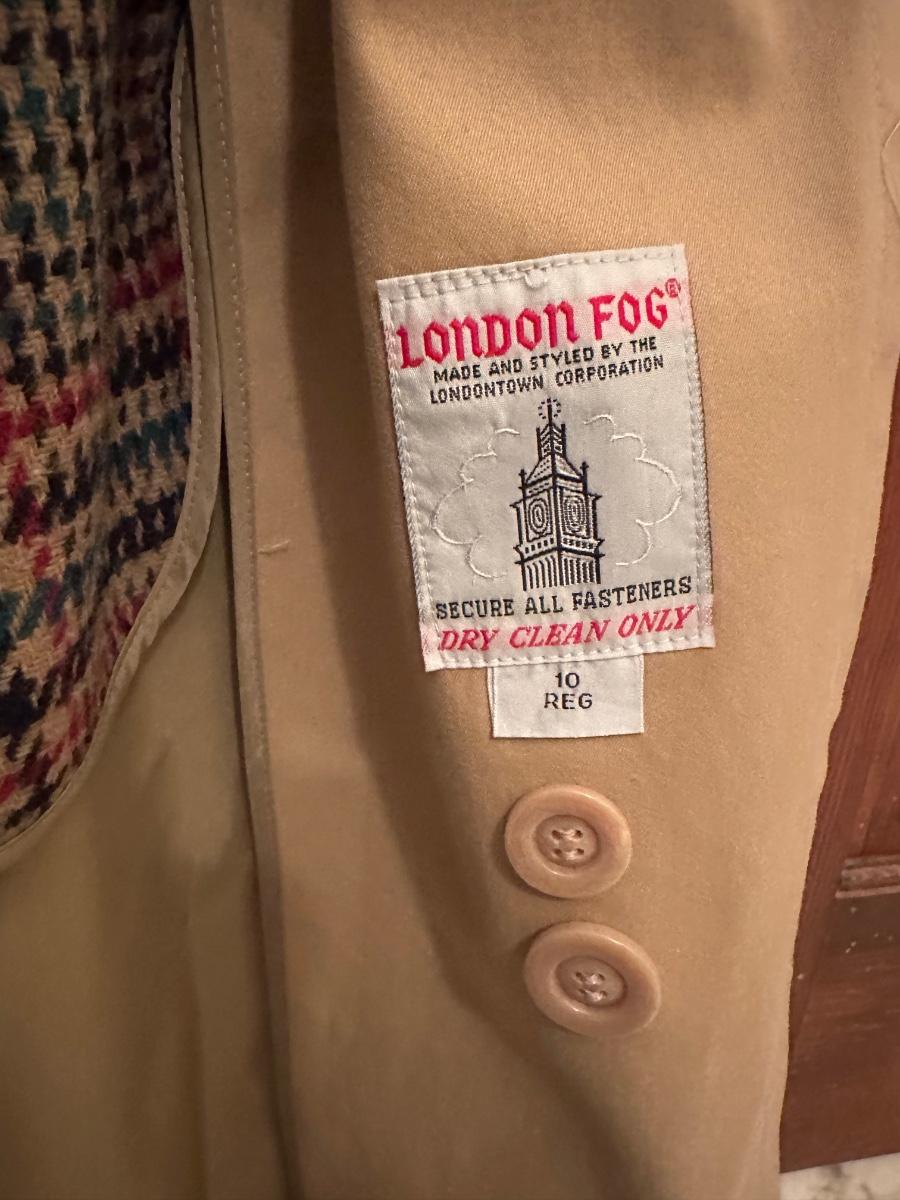 LONDON FOG®
MADE AND STYLED BY THE
LONDONTOWN CORPORATION
SECURE ALL FASTENERS
DRY CLEAN ONLY
10
REG